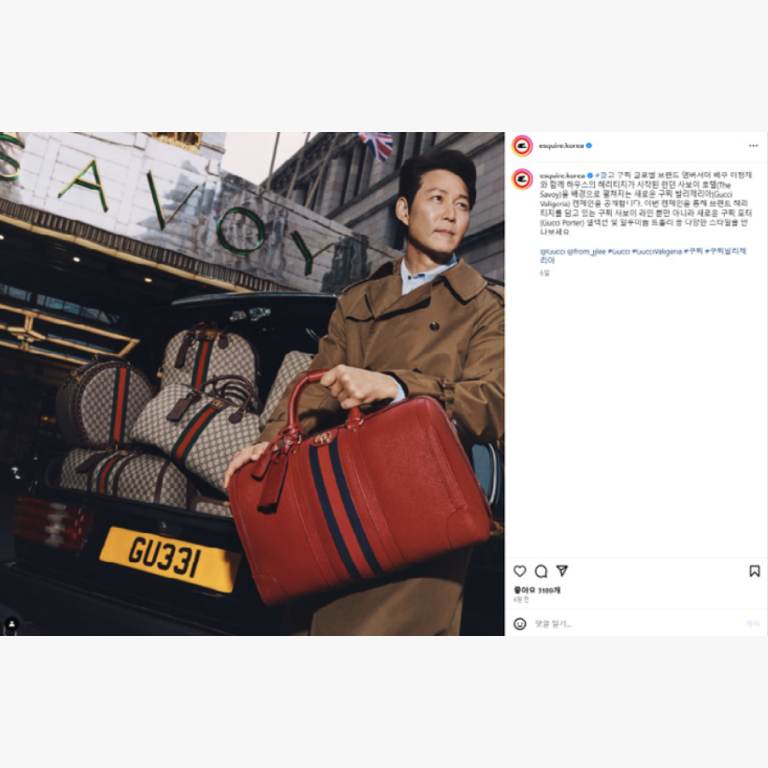 SAVOY
GU331
esquire.korea
esquire.korea #광고 구찌 글로벌 브랜드 앰버서더 배우 이정재
와 함께 하우스의 헤리티지가 시작된 런던 사보이 호텔(The
Savoy)을 배경으로 펼쳐지는 새로운 구찌 발리제리아(Gucci
Valigeria) 캠페인을 공개합니다. 이번 캠페인을 통해 브랜드 헤리
티지를 담고 있는 구찌 사보이 라인 뿐만 아니라 새로운 구찌 포터
(Gucci Porter) 셀렉션 및 알루미늄 트롤리 등 다양한 스타일을 만
나보세요
@Gucci @from_jjlee #Gucci #GucciValigeria #구찌 #구찌발리제
리아
6일
좋아요 3189개
6일 전
댓글 달기...
게시